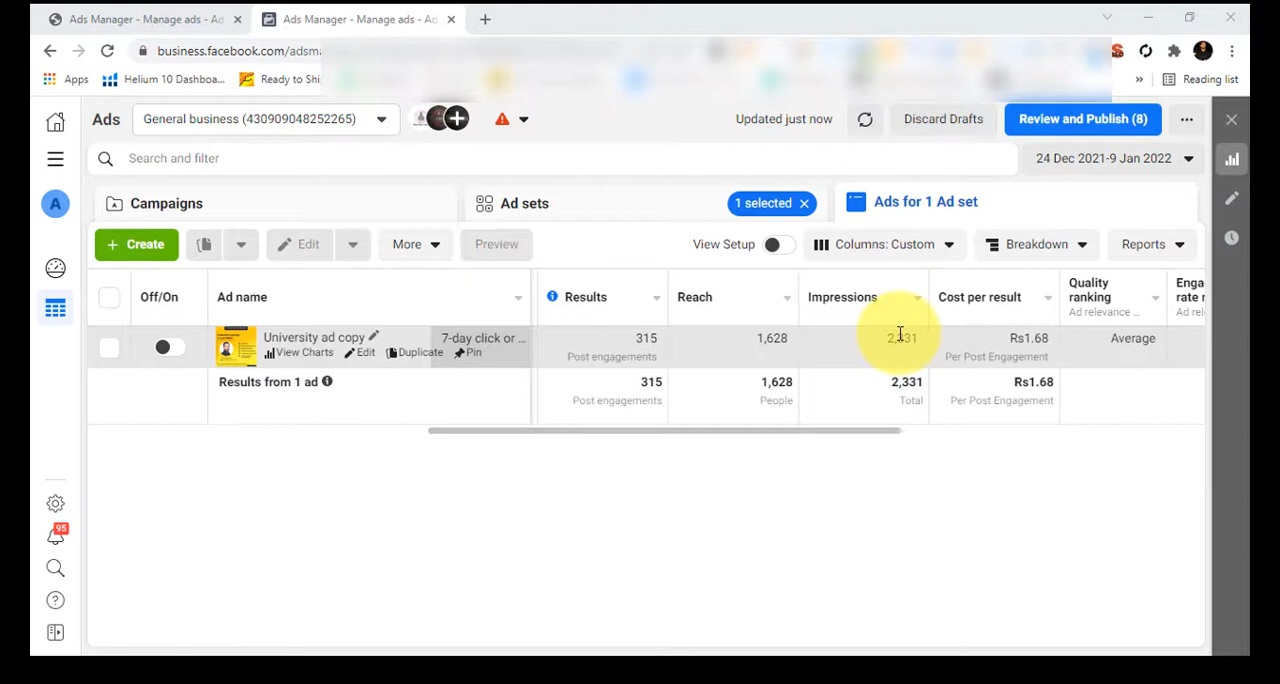 Ads Manager - Manage ads - Ad
Ads Manager - Manage ads - Ad
business.facebook.com/adsma
Apps
Helium 10 Dashboa...
Ready to Shi
Reading list
Ads
General business (430909048252265)
Updated just now
Discard Drafts
Review and Publish (8)
Search and filter
24 Dec 2021-9 Jan 2022
Campaigns
Ad sets
1 selected
Ads for 1 Ad set
A
+ Create
Edit
More
Preview
View Setup
Columns: Custom
Breakdown
Reports
Off/On
Ad name
Results
Reach
Impressions
Cost per result
Quality ranking
Ad relevance ...
Enga
rate r
Ad rel
University ad copy
7-day click or ...
315
1,628
2,331
Rs1.68
Average
View Charts
Edit
Duplicate
Pin
Post engagements
Per Post Engagement
Results from 1 ad
315
1,628
2,331
Rs1.68
Post engagements
People
Total
Per Post Engagement
95